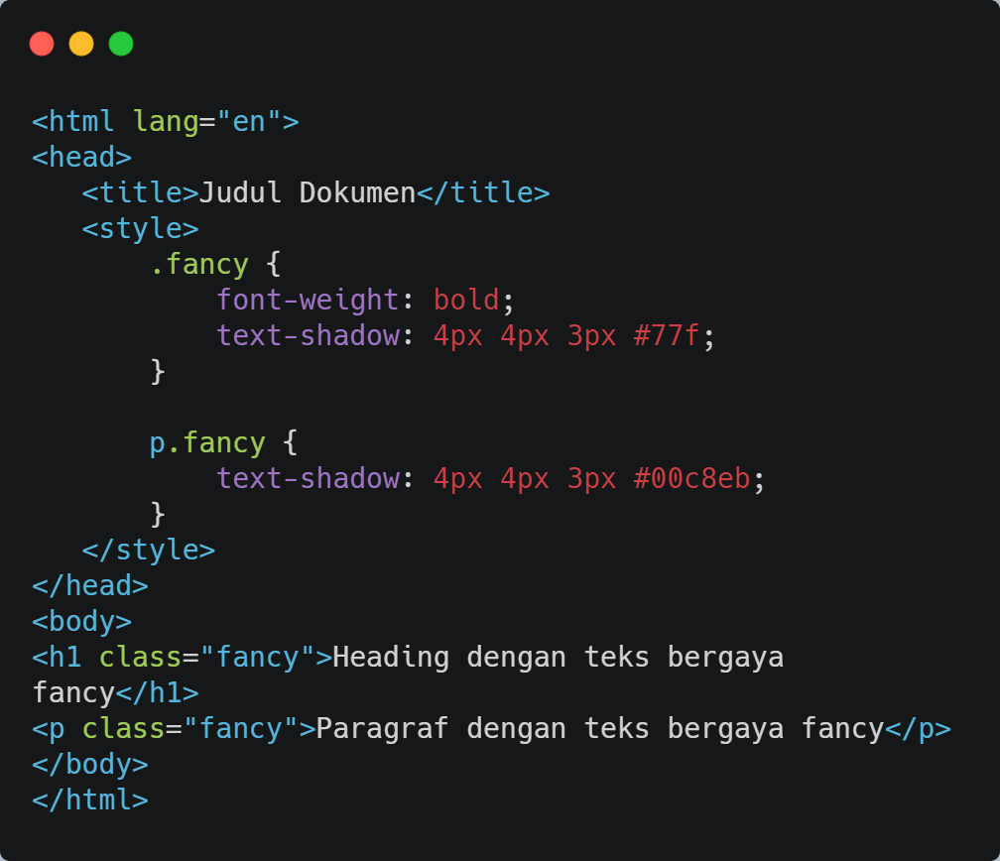 <html lang="en">
<head>
   <title>Judul Dokumen</title>
   <style>
       .fancy {
           font-weight: bold;
           text-shadow: 4px 4px 3px #77f;
       }

       p.fancy {
           text-shadow: 4px 4px 3px #00c8eb;
       }
   </style>
</head>
<body>
<h1 class="fancy">Heading dengan teks bergaya
fancy</h1>
<p class="fancy">Paragraf dengan teks bergaya fancy</p>
</body>
</html>